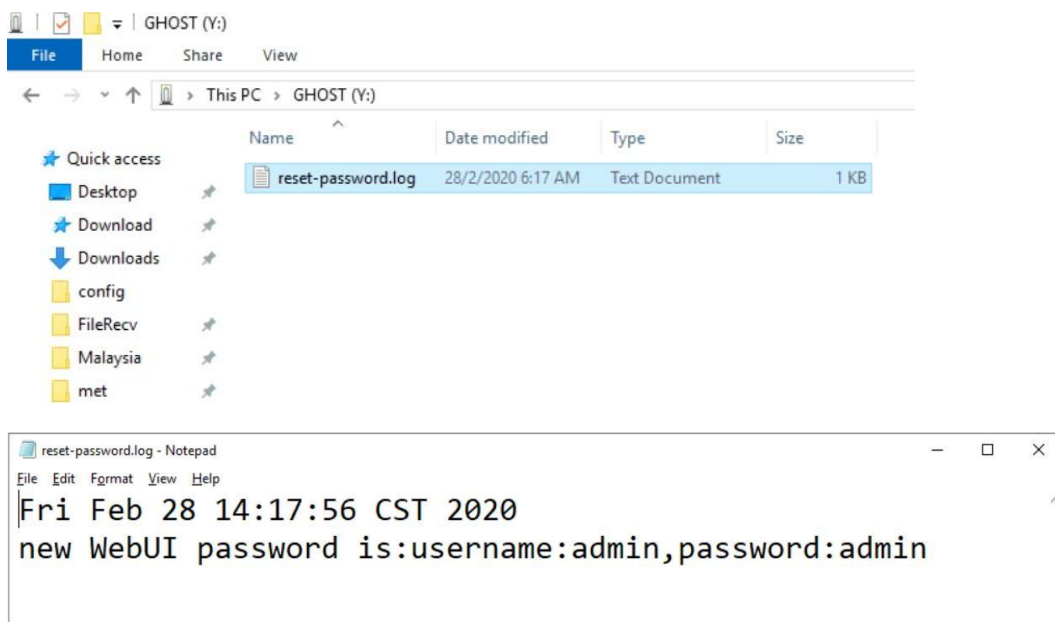 GHOST (Y:)
File Home Share View
This PC > GHOST (Y:)
Name Date modified Type Size
Quick access
reset-password.log 28/2/2020 6:17 AM Text Document 1 KB
Desktop
Download
Downloads
config
FileRecv
Malaysia
met
reset-password.log - Notepad
File Edit Format View Help
Fri Feb 28 14:17:56 CST 2020
new WebUI password is:username:admin,password:admin